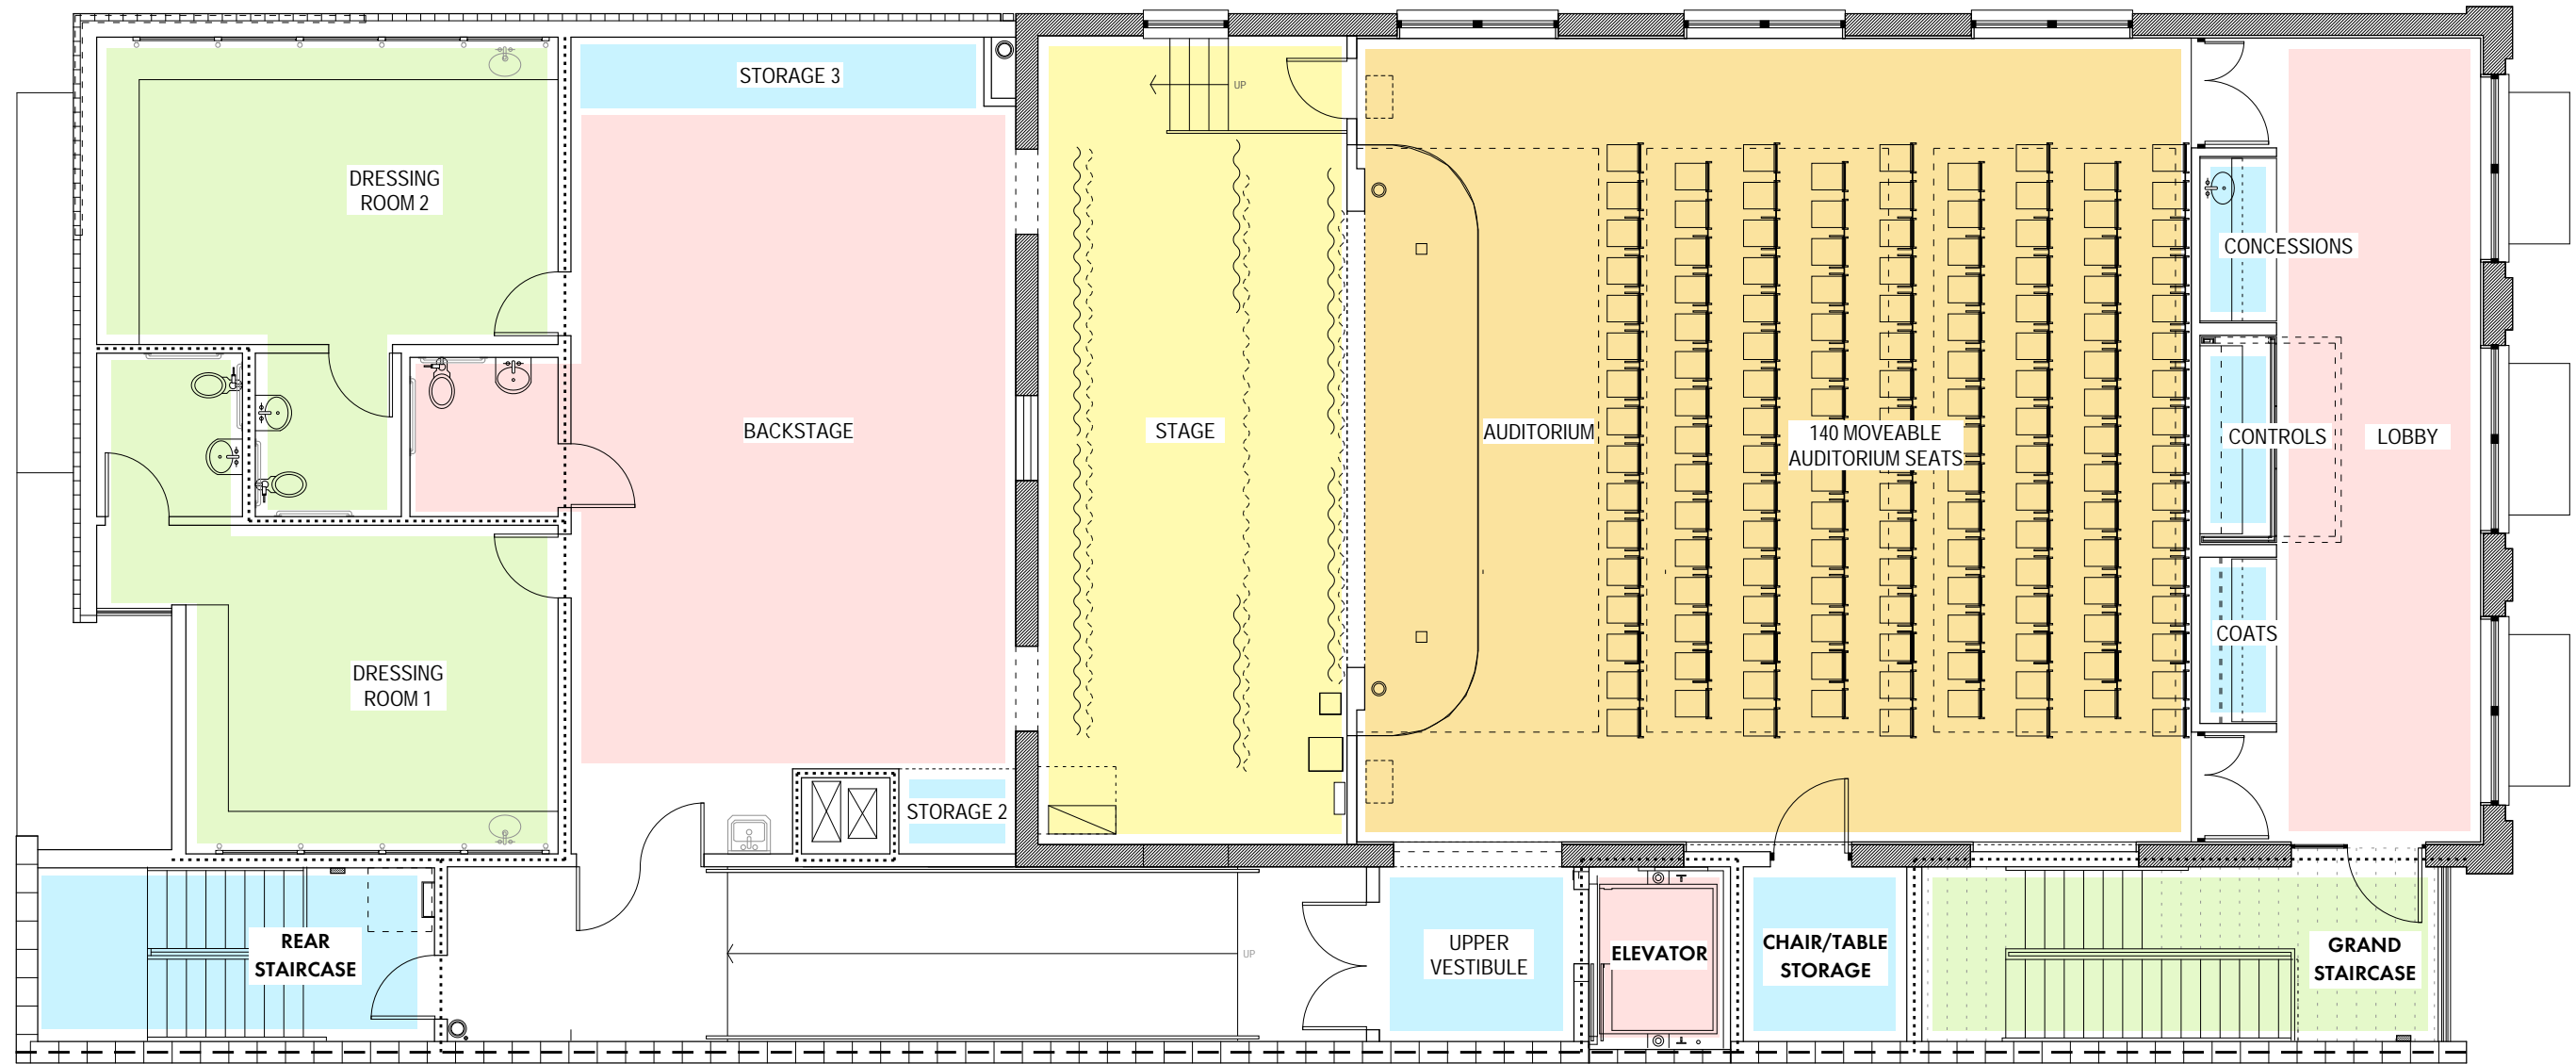 STORAGE 3
UP
DRESSING
ROOM 2
CONCESSIONS
BACKSTAGE
STAGE
AUDITORIUM
140 MOVEABLE
AUDITORIUM SEATS
CONTROLS
LOBBY
COATS
DRESSING
ROOM 1
STORAGE 2
REAR
STAIRCASE
UP
UPPER
VESTIBULE
ELEVATOR
CHAIR/TABLE
STORAGE
GRAND
STAIRCASE